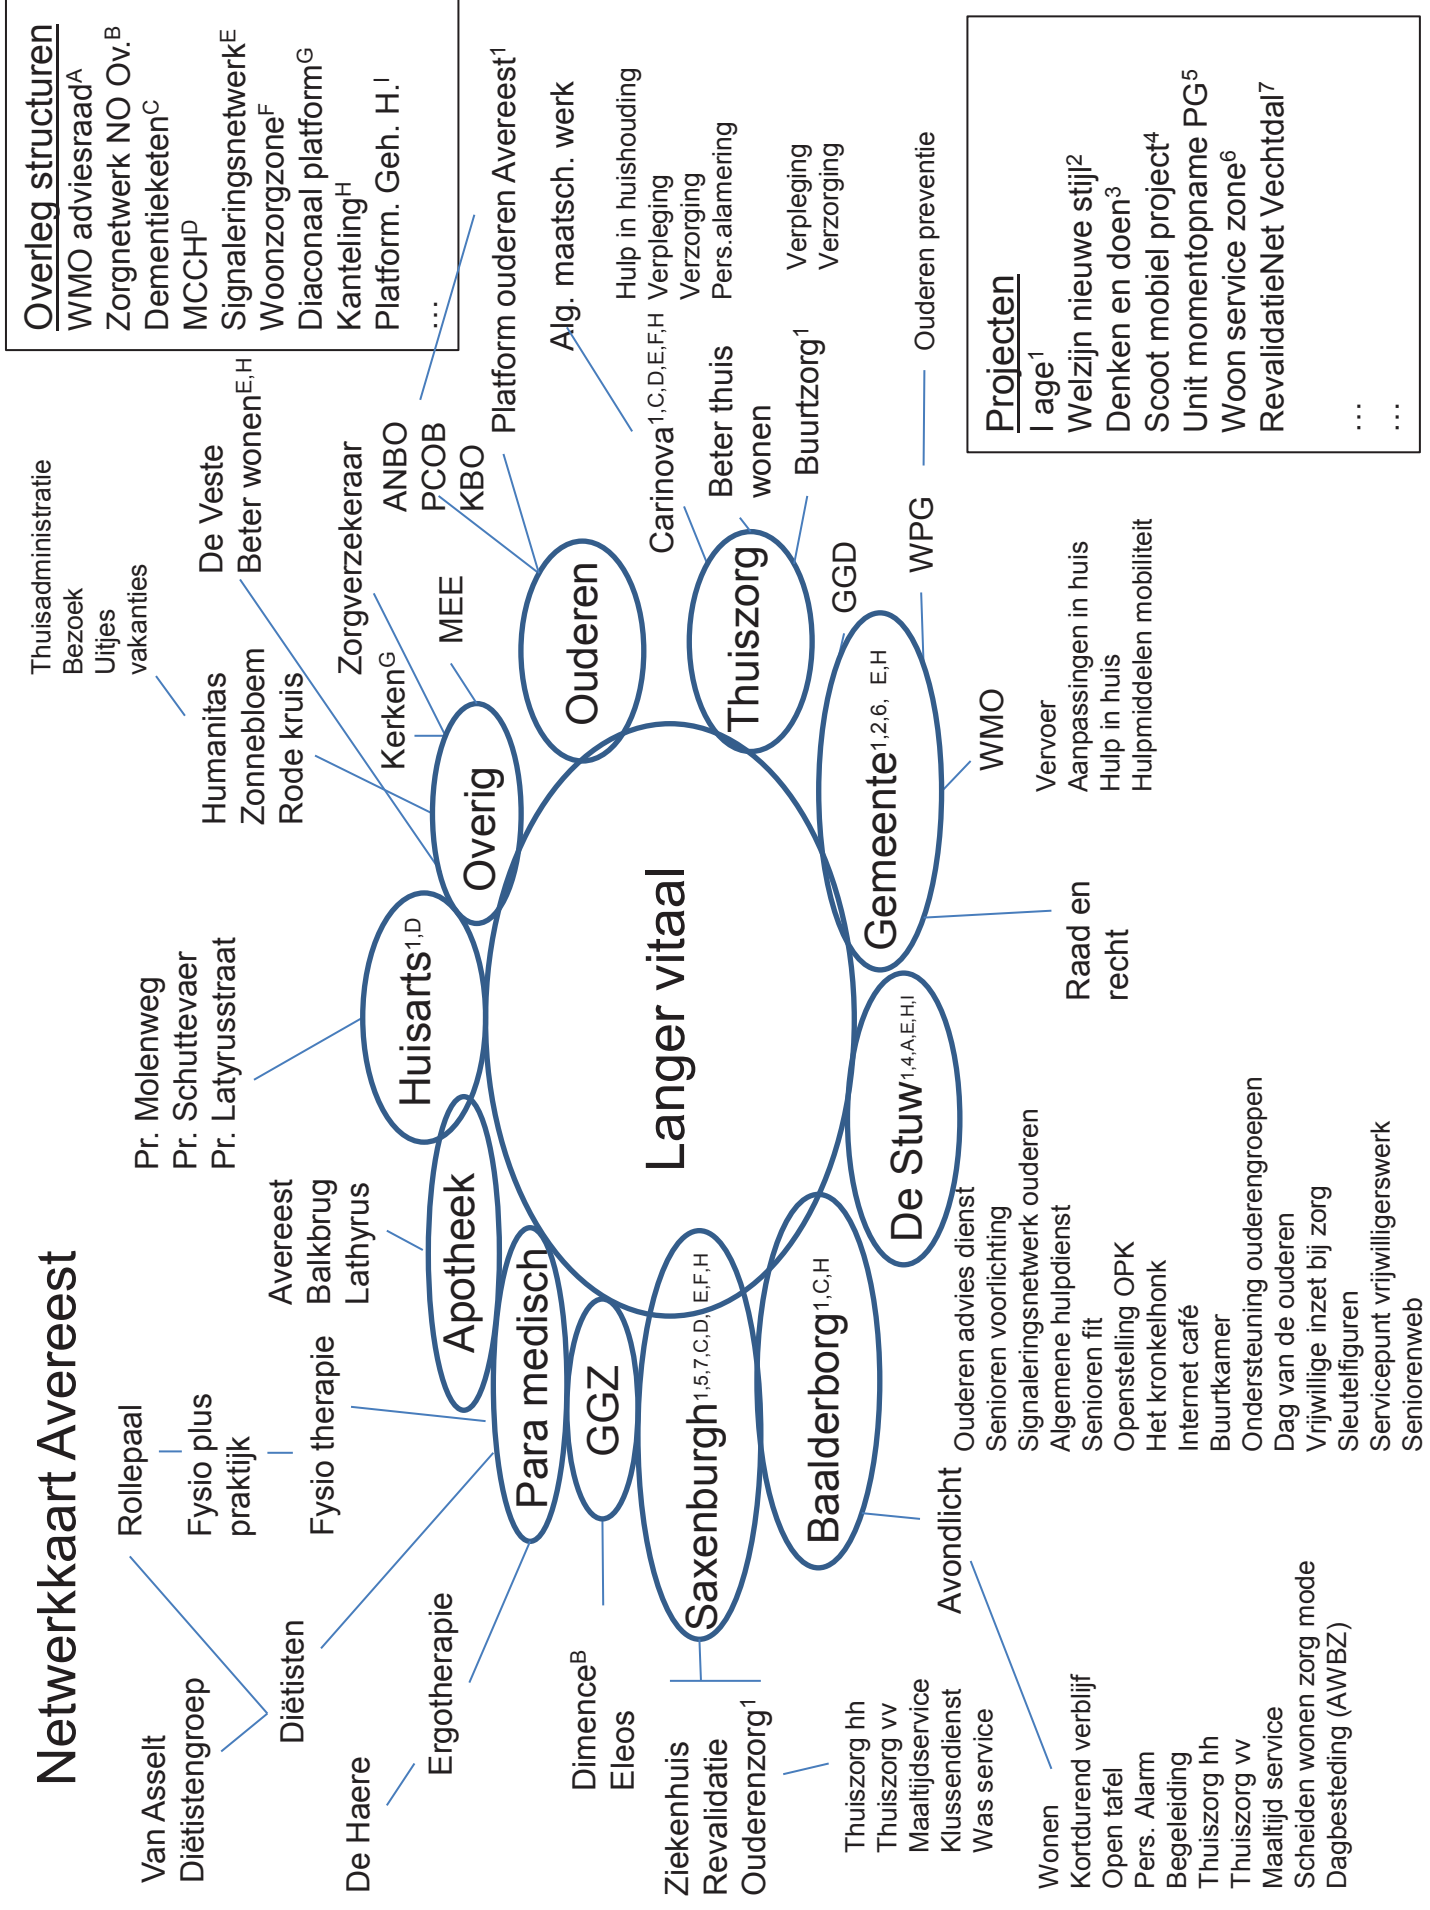 Netwerkkaart Avereest
Overleg structuren
WMO adviesraad^A
Zorgnetwerk NO Ov.^B
Dementieketen^C
MCCH^D
Signaleringsnetwerk^E
Woonzorgzone^F
Diaconaal platform^G
Kanteling^H
Platform. Geh. H.^I
…
Van Asselt
Diëtistengroep
Rollepaal
Fysio plus
praktijk
Fysio therapie
Diëtisten
De Haere
Ergotherapie
Avereest
Balkbrug
Lathyrus
Pr. Molenweg
Pr. Schuttevaer
Pr. Latyrusstraat
Thuisadministratie
Bezoek
Uitjes
vakanties
Humanitas
Zonnebloem
Rode kruis
De Veste
Beter wonen^E,H
Zorgverzekeraar
Kerken^G
MEE
ANBO
PCOB
KBO
Platform ouderen Avereest^1
Alg. maatsch. werk
Apotheek
Huisarts^1,D
Overig
Ouderen
Para medisch
GGZ
Dimence^B
Eleos
Langer vitaal
Carinova^1,C,D,E,F,H
Hulp in huishouding
Verpleging
Verzorging
Pers.alamering
Thuiszorg
Beter thuis
wonen
Buurtzorg^1
Verpleging
Verzorging
Saxenburgh^1,5,7,C,D, E,F,H
Ziekenhuis
Revalidatie
Ouderenzorg^1
Thuiszorg hh
Thuiszorg vv
Maaltijdservice
Klussendienst
Was service
Baalderborg^1,C,H
De Stuw^1,4,A,E,H,I
Gemeente^1,2,6, E,H
GGD
WPG
Ouderen preventie
WMO
Vervoer
Aanpassingen in huis
Hulp in huis
Hulpmiddelen mobiliteit
Raad en
recht
Avondlicht
Wonen
Kortdurend verblijf
Open tafel
Pers. Alarm
Begeleiding
Thuiszorg hh
Thuiszorg vv
Maaltijd service
Scheiden wonen zorg mode
Dagbesteding (AWBZ)
Ouderen advies dienst
Senioren voorlichting
Signaleringsnetwerk ouderen
Algemene hulpdienst
Senioren fit
Openstelling OPK
Het kronkelhonk
Internet café
Buurtkamer
Ondersteuning ouderengroepen
Dag van de ouderen
Vrijwillige inzet bij zorg
Sleutelfiguren
Servicepunt vrijwilligerswerk
Seniorenweb
Projecten
I age^1
Welzijn nieuwe stijl^2
Denken en doen^3
Scoot mobiel project^4
Unit momentopname PG^5
Woon service zone^6
RevalidatieNet Vechtdal^7
…
…